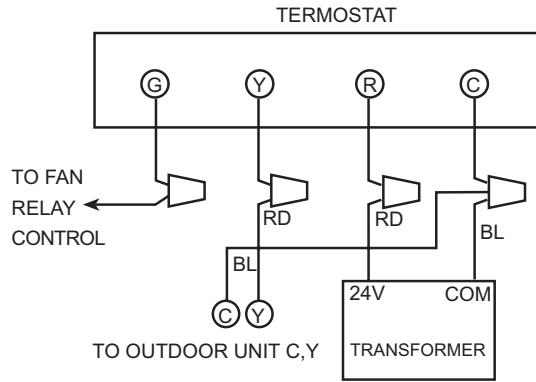 TERMOSTAT
G Y R C
TO FAN
RELAY
CONTROL
RD RD
BL
BL
24V COM
C Y
TO OUTDOOR UNIT C,Y
TRANSFORMER